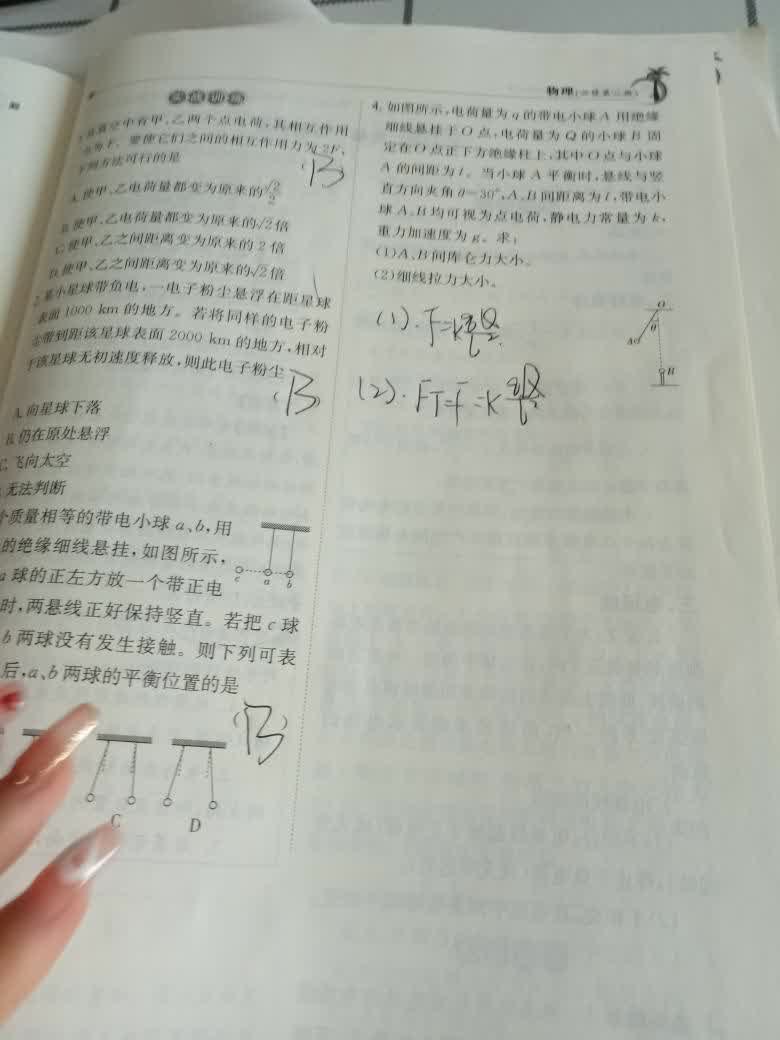 实战训练
真空中有甲、乙两个点电荷,其相互作用
要使它们之间的相互作用力为2F,
下列方法可行的是
(B
A.使甲、乙电荷量都变为原来的√2/2
B.使甲、乙电荷量都变为原来的√2倍
C.使甲、乙之间距离变为原来的2倍
D.使甲、乙之间距离变为原来的√2倍
2.某小星球带负电,一电子粉尘悬浮在距星球
表面1000 km的地方。若将同样的电子粉
尘带到距该星球表面2000 km的地方,相对
于该星球无初速度释放,则此电子粉尘
(B)
A.向星球下落
B.仍在原处悬浮
C.飞向太空
无法判断
个质量相等的带电小球a、b,用
的绝缘细线悬挂,如图所示,
a球的正左方放一个带正电
时,两悬线正好保持竖直。若把c球
b两球没有发生接触。则下列可表
后,a、b两球的平衡位置的是
(B)
c a b
C D
物理(必修第三册)
4.如图所示,电荷量为q的带电小球A用绝缘
细线悬挂于O点,电荷量为Q的小球B固
定在O点正下方绝缘柱上,其中O点与小球
A的间距为l。当小球A平衡时,悬线与竖
直方向夹角θ=30°,A、B间距离为l,带电小
球A、B均可视为点电荷,静电力常量为k,
重力加速度为g。求:
(1)A、B间库仑力大小。
(2)细线拉力大小。
O
θ
A
B
(1).F=k qQ/l²
(2).FT=F=k qQ/l²